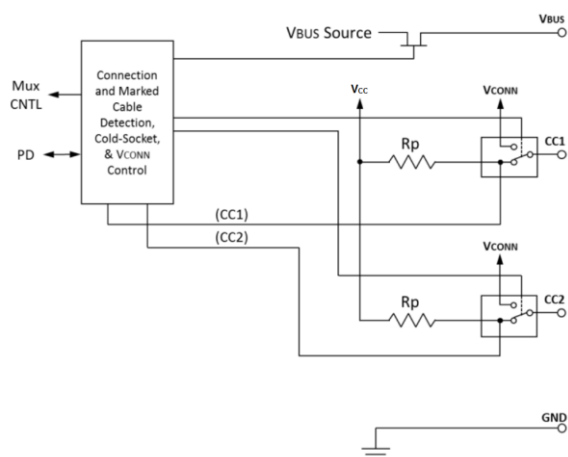 VBUS Source
VBUS
Connection
and Marked
Cable
Detection,
Cold-Socket,
& VCONN
Control
Mux
CNTL
PD
VCC
VCONN
Rp
CC1
(CC1)
(CC2)
VCONN
Rp
CC2
GND